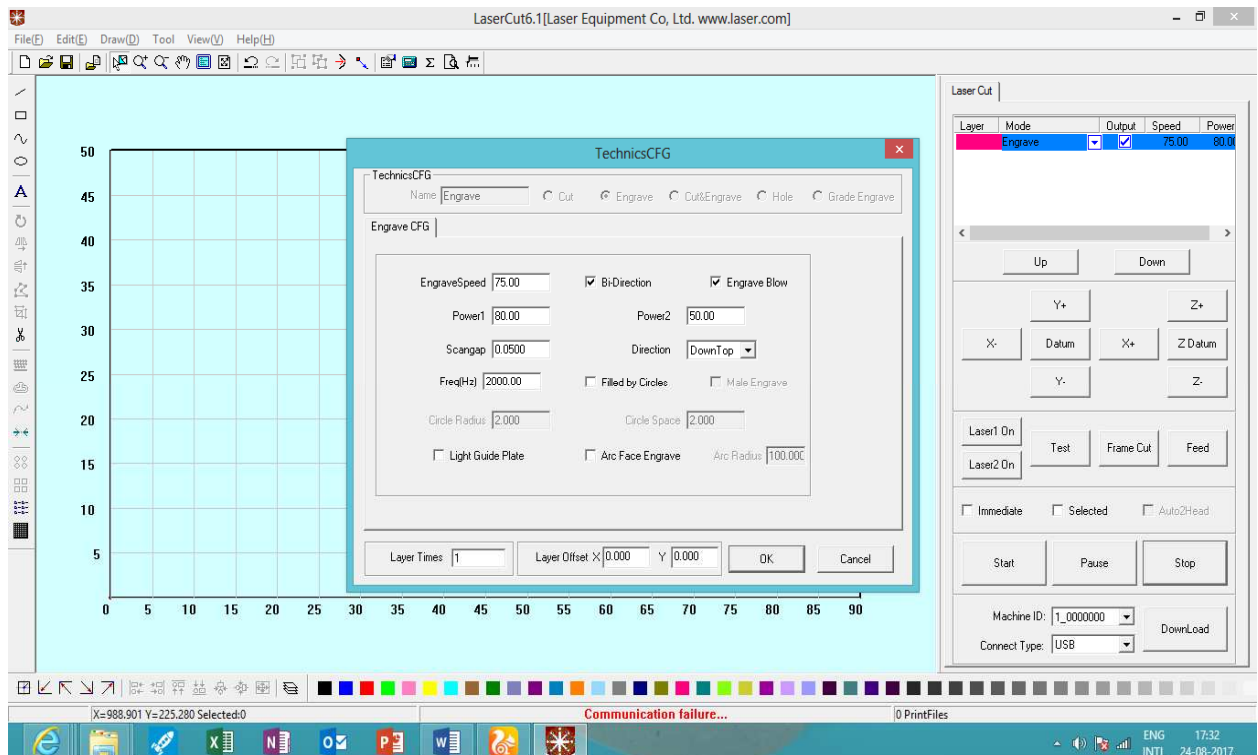 LaserCut6.1[Laser Equipment Co, Ltd. www.laser.com]
File(F) Edit(E) Draw(D) Tool View(V) Help(H)
Laser Cut
Layer Mode Output Speed Power
Engrave 75.00 80.00
TechnicsCFG
TechnicsCFG
Name Engrave Cut Engrave Cut&Engrave Hole Grade Engrave
Engrave CFG
EngraveSpeed 75.00 Bi-Direction Engrave Blow
Power1 80.00 Power2 50.00
Scangap 0.0500 Direction DownTop
Freq(Hz) 2000.00 Filled by Circles Male Engrave
Circle Radius 2.000 Circle Space 2.000
Light Guide Plate Arc Face Engrave Arc Radius 100.000
Layer Times 1 Layer Offset X 0.000 Y 0.000 OK Cancel
50
45
40
35
30
25
20
15
10
5
0 5 10 15 20 25 30 35 40 45 50 55 60 65 70 75 80 85 90
Up Down
Y+ Z+
X- Datum X+ Z Datum
Y- Z-
Laser1 On
Laser2 On
Test Frame Cut Feed
Immediate Selected Auto2Head
Start Pause Stop
Machine ID: 1_0000000
Connect Type: USB
DownLoad
X=988.901 Y=225.280 Selected:0 Communication failure... 0 PrintFiles
ENG 17:32
INTL 24-08-2017